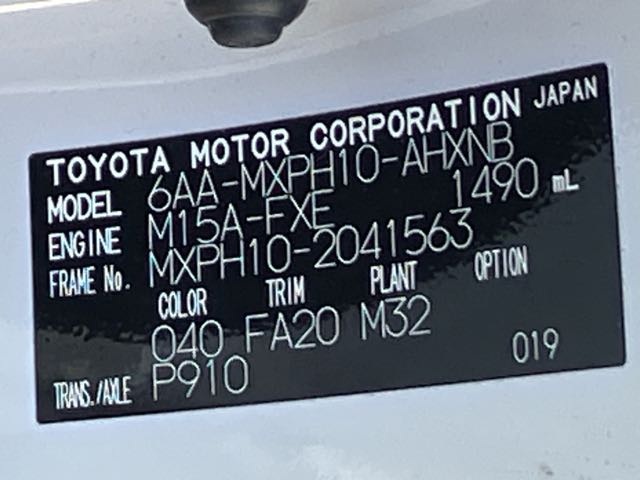 TOYOTA MOTOR CORPORATION JAPAN
MODEL 6AA-MXPH10-AHXNB
ENGINE M15A-FXE 1490 mL
FRAME No. MXPH10-2041563
COLOR TRIM PLANT OPTION
040 FA20 M32
TRANS./AXLE P910 019